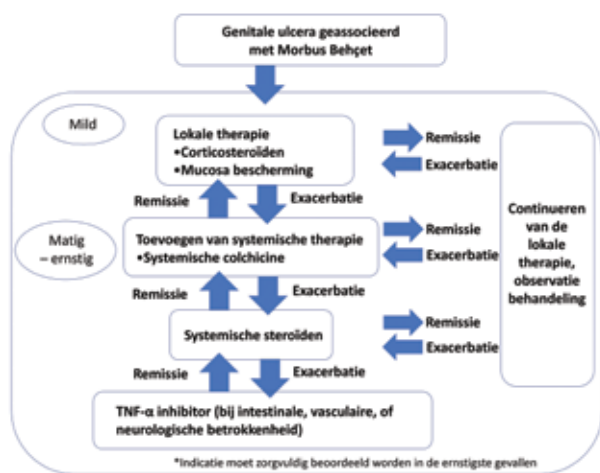 Genitale ulcera geassocieerd
met Morbus Behçet
Mild
Lokale therapie
•Corticosteroïden
•Mucosa bescherming
Remissie
Exacerbatie
Remissie
Exacerbatie
Matig
– ernstig
Toevoegen van systemische therapie
•Systemische colchicine
Remissie
Exacerbatie
Remissie
Exacerbatie
Systemische steroïden
Remissie
Exacerbatie
Remissie
Exacerbatie
TNF-α inhibitor (bij intestinale, vasculaire, of
neurologische betrokkenheid)
Continueren
van de
lokale
therapie,
observatie
behandeling
*Indicatie moet zorgvuldig beoordeeld worden in de ernstigste gevallen